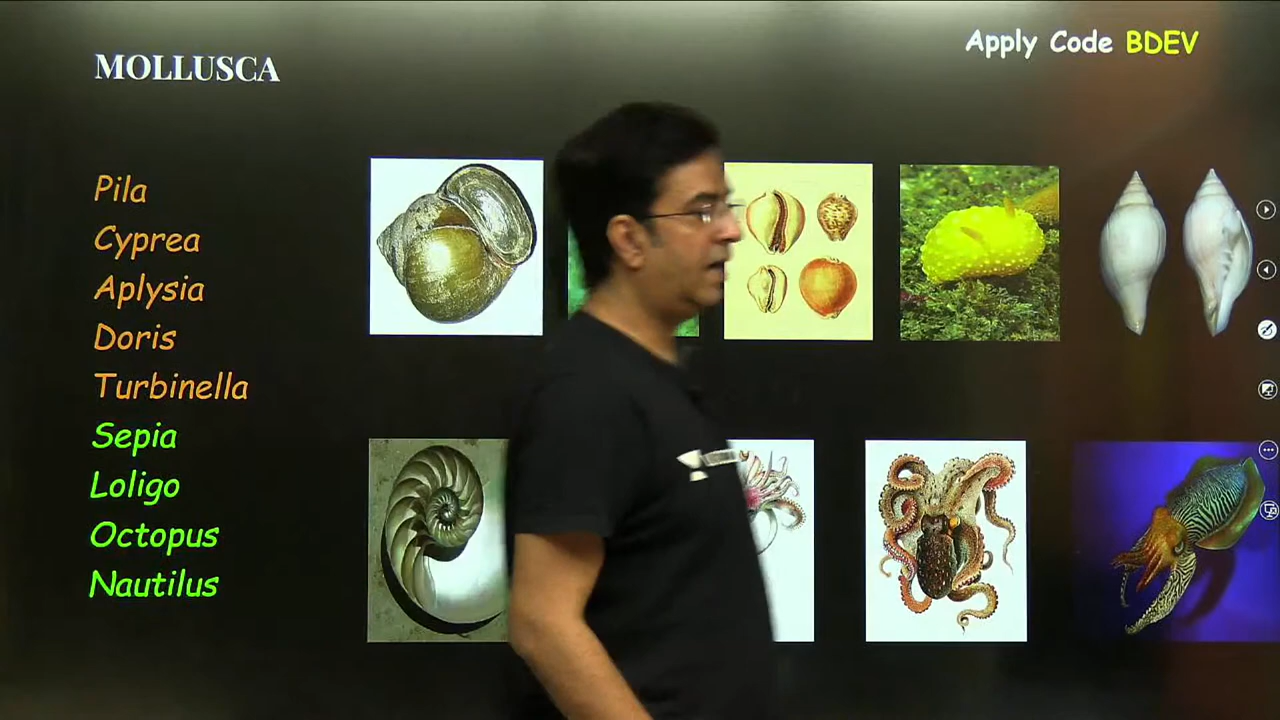 MOLLUSCA
Apply Code BDEV
Pila
Cyprea
Aplysia
Doris
Turbinella
Sepia
Loligo
Octopus
Nautilus